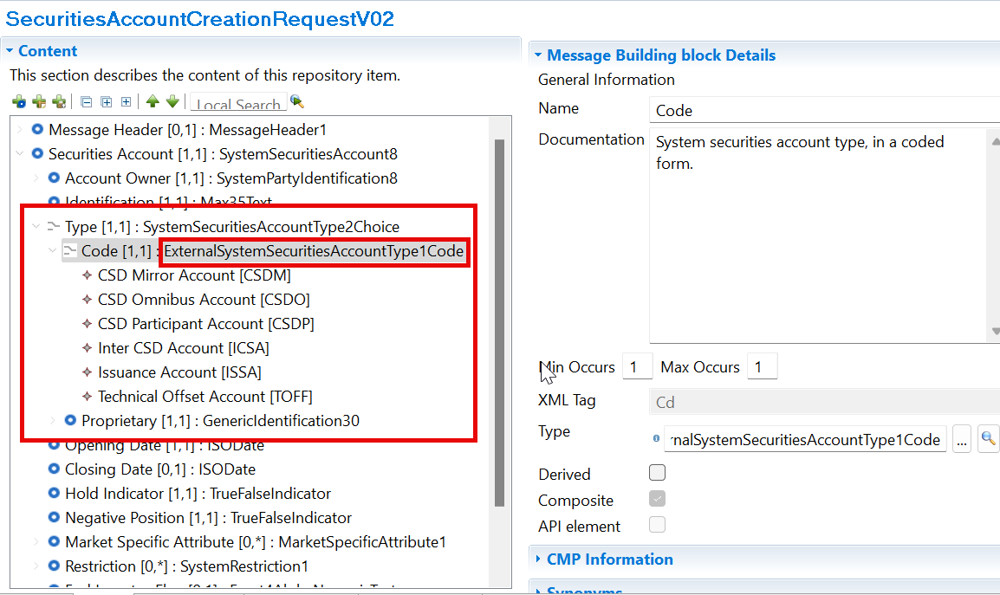 SecuritiesAccountCreationRequestV02
Content
This section describes the content of this repository item.
Local Search
Message Header [0,1] : MessageHeader1
Securities Account [1,1] : SystemSecuritiesAccount8
Account Owner [1,1] : SystemPartyIdentification8
Identification [1,1] : Max35Text
Type [1,1] : SystemSecuritiesAccountType2Choice
Code [1,1] : ExternalSystemSecuritiesAccountType1Code
CSD Mirror Account [CSDM]
CSD Omnibus Account [CSDO]
CSD Participant Account [CSDP]
Inter CSD Account [ICSA]
Issuance Account [ISSA]
Technical Offset Account [TOFF]
Proprietary [1,1] : GenericIdentification30
Opening Date [1,1] : ISODate
Closing Date [0,1] : ISODate
Hold Indicator [1,1] : TrueFalseIndicator
Negative Position [1,1] : TrueFalseIndicator
Market Specific Attribute [0,*] : MarketSpecificAttribute1
Restriction [0,*] : SystemRestriction1
Message Building block Details
General Information
Name Code
Documentation System securities account type, in a coded
form.
Min Occurs 1 Max Occurs 1
XML Tag Cd
Type rnalSystemSecuritiesAccountType1Code ...
Derived
Composite
API element
CMP Information
Synonyms